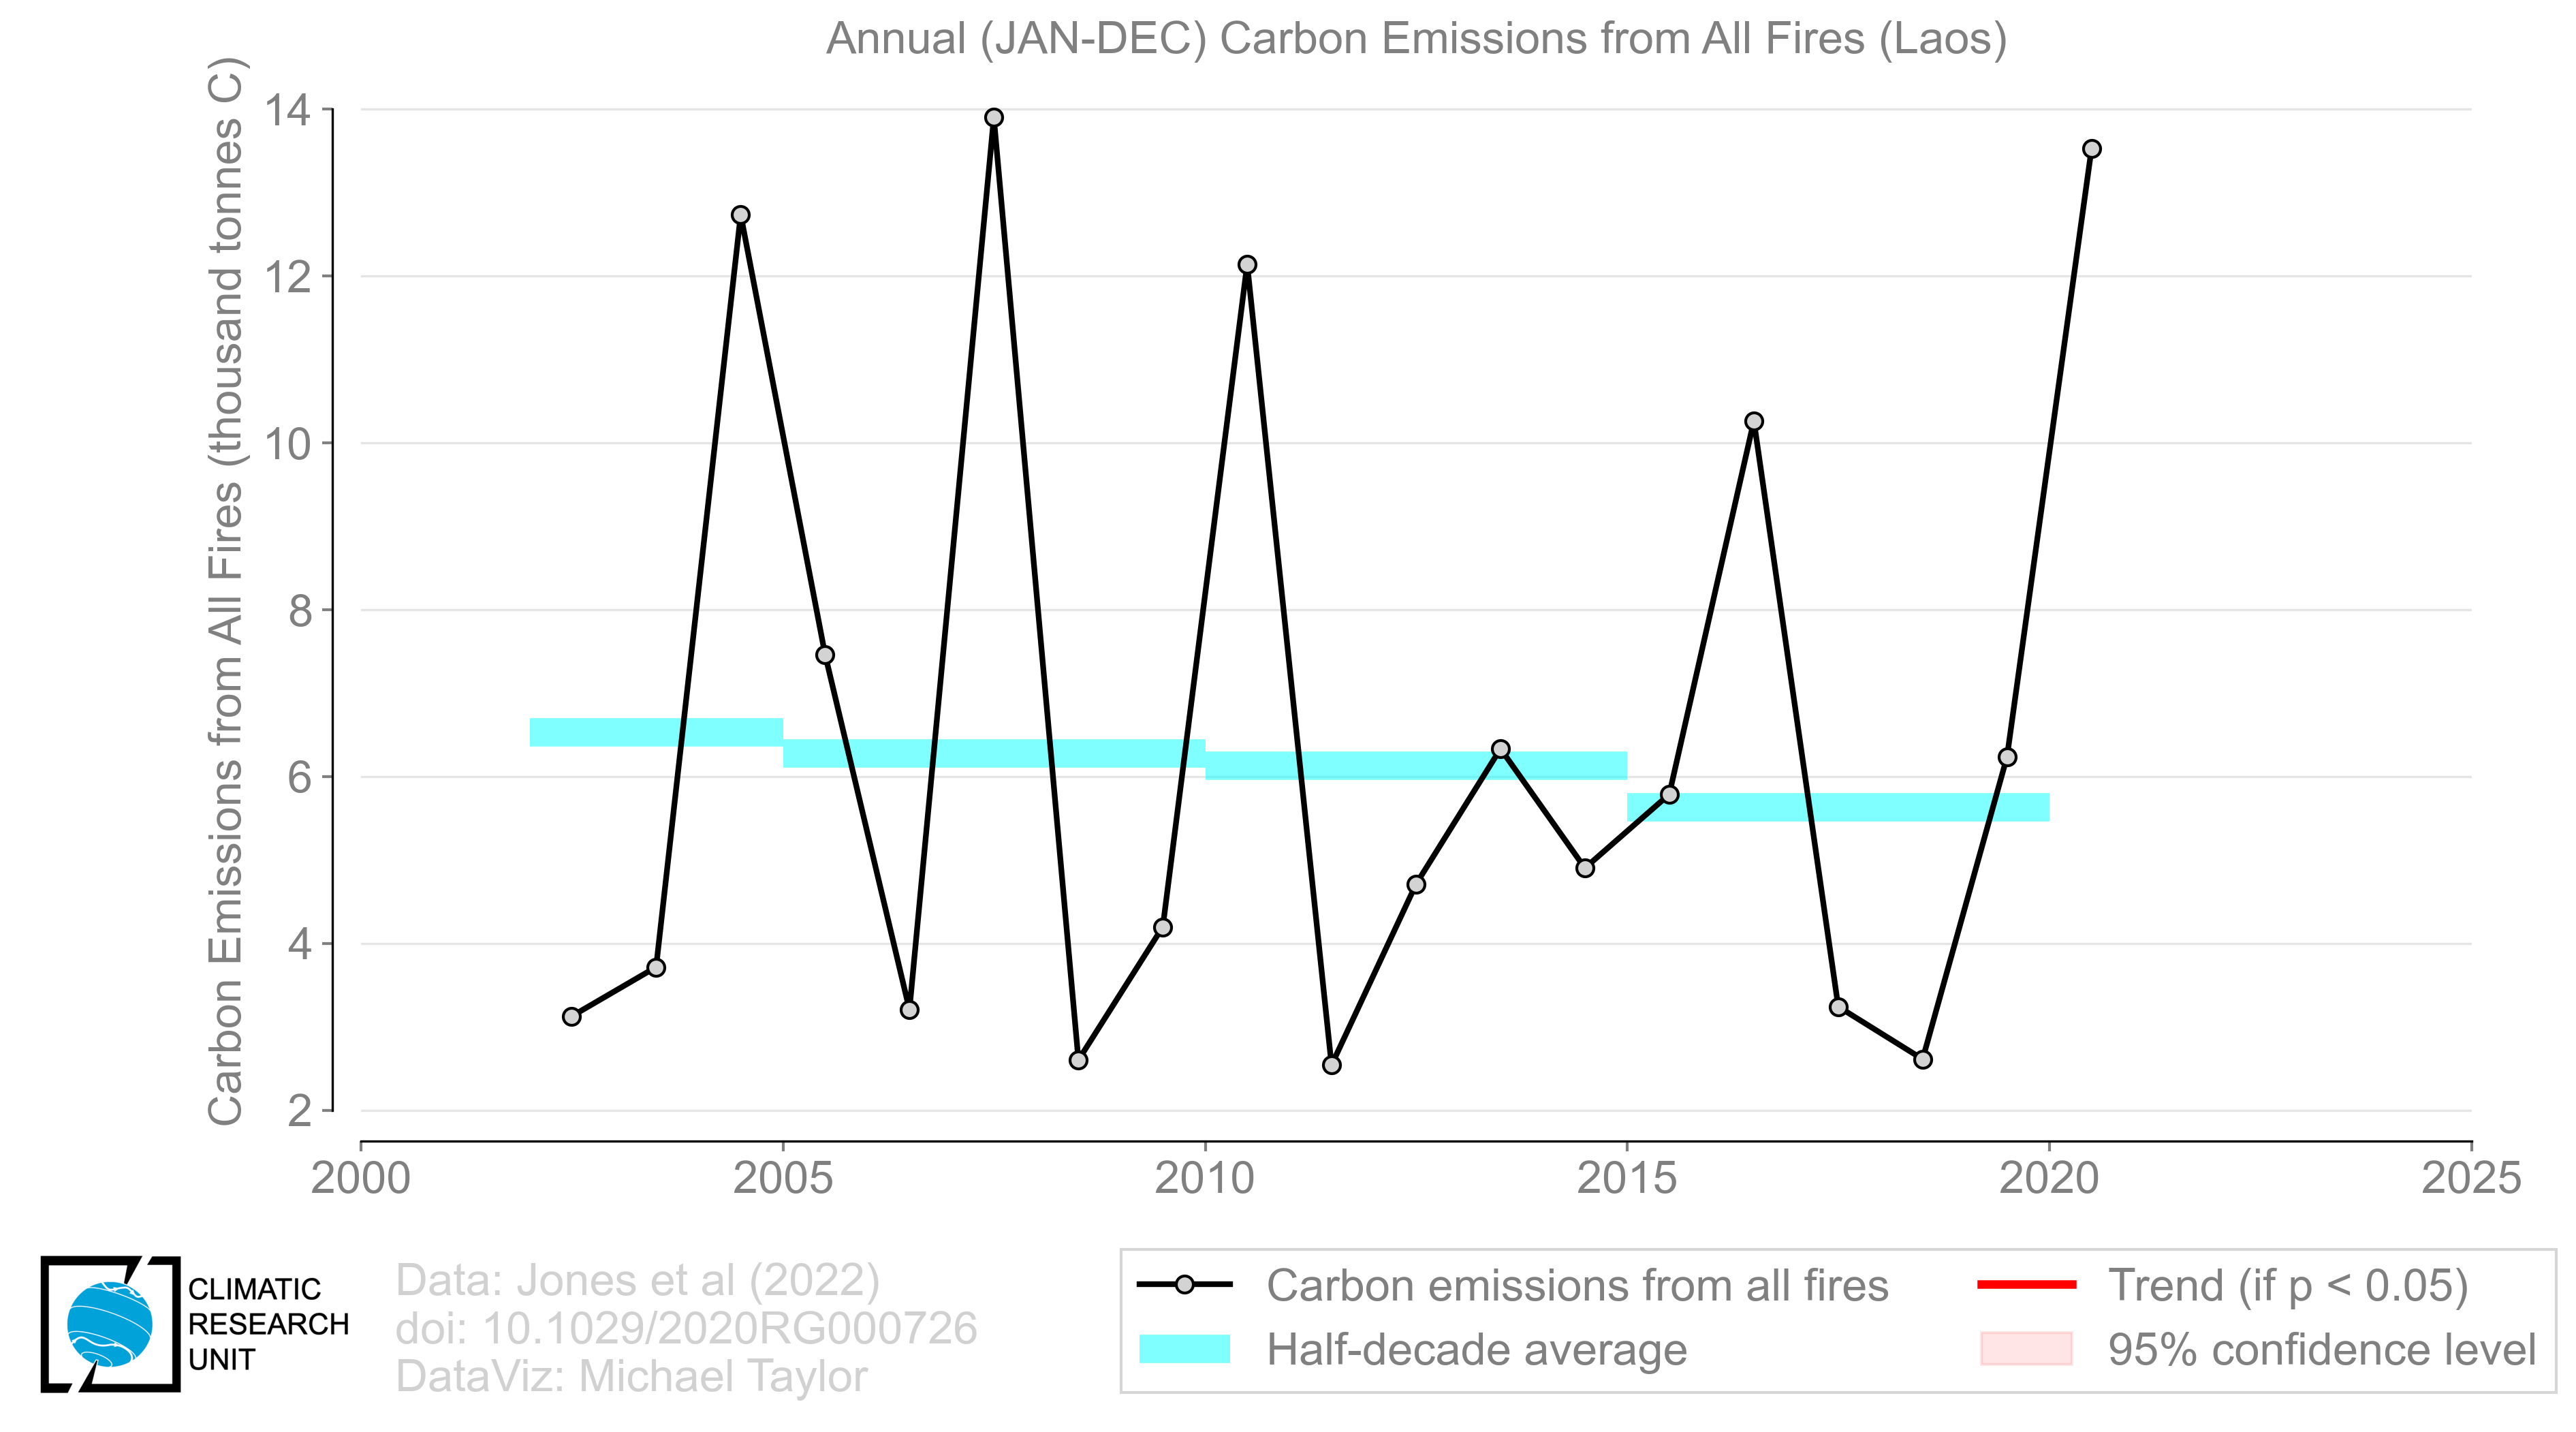 Annual (JAN-DEC) Carbon Emissions from All Fires (Laos)
Carbon Emissions from All Fires (thousand tonnes C)
14
12
10
8
6
4
2
2000 2005 2010 2015 2020 2025
CLIMATIC
RESEARCH
UNIT
Data: Jones et al (2022)
doi: 10.1029/2020RG000726
DataViz: Michael Taylor
Carbon emissions from all fires
Half-decade average
Trend (if p < 0.05)
95% confidence level